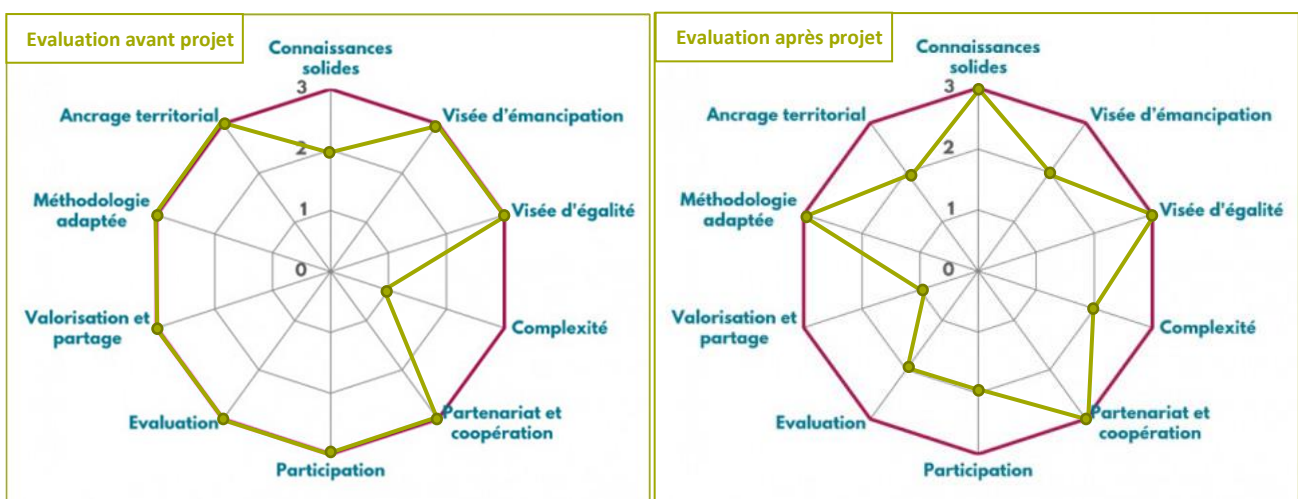 Evaluation avant projet
Connaissances
solides
3
Ancrage territorial
Visée d'émancipation
2
Méthodologie
adaptée
Visée d'égalité
1
0
Valorisation et
partage
Complexité
Evaluation
Partenariat et
coopération
Participation
Evaluation après projet
Connaissances
solides
3
Ancrage territorial
Visée d'émancipation
2
Méthodologie
adaptée
Visée d'égalité
1
0
Valorisation et
partage
Complexité
Evaluation
Partenariat et
coopération
Participation